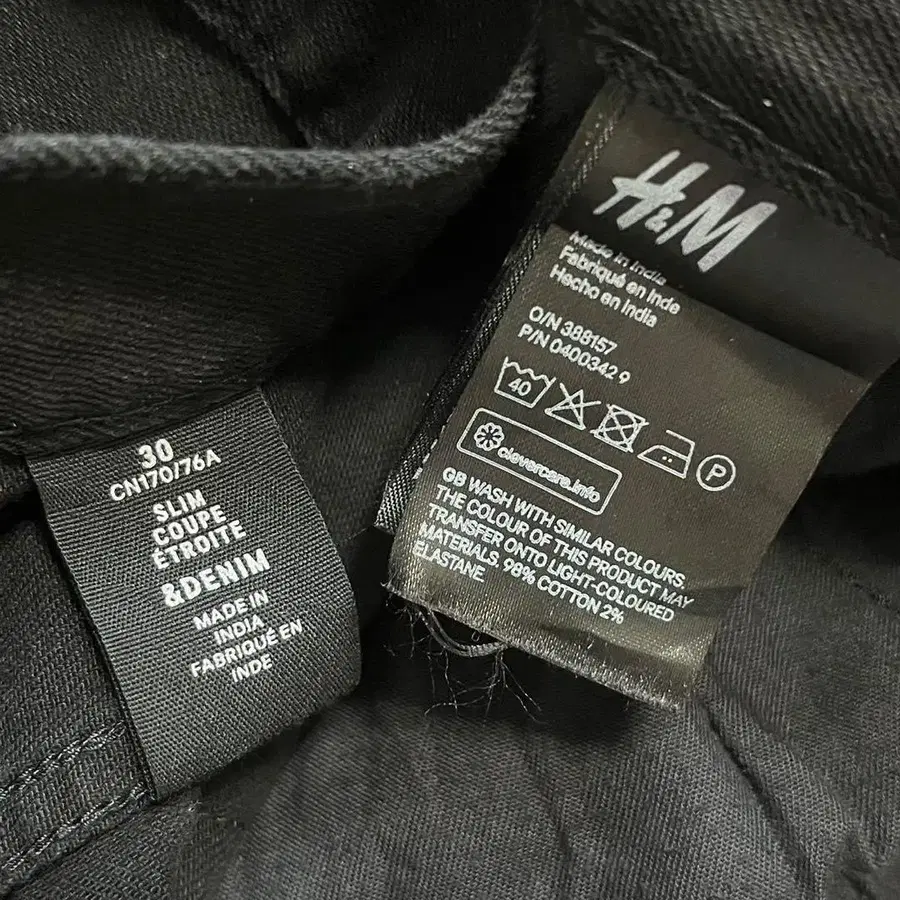 30
CN170/76A
SLIM
COUPE
ÉTROITE
&DENIM
MADE IN
INDIA
FABRIQUÉ EN
INDE
H&M
Made in India
Fabriqué en Inde
Hecho en India
O/N 388157
P/N 0400342 9
40
P
clevercare.info
GB WASH WITH SIMILAR COLOURS.
THE COLOUR OF THIS PRODUCT MAY
TRANSFER ONTO LIGHT-COLOURED
MATERIALS. 98% COTTON 2%
ELASTANE